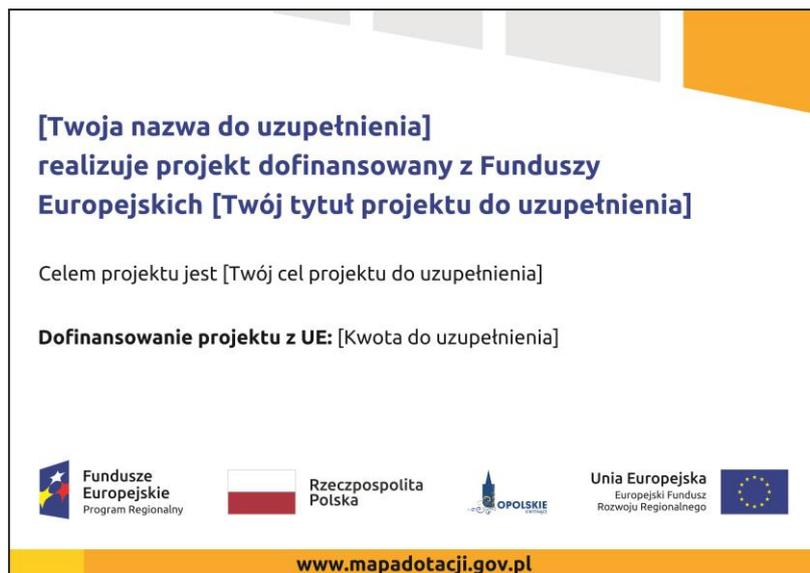 [Twoja nazwa do uzupełnienia]
realizuje projekt dofinansowany z Funduszy
Europejskich [Twój tytuł projektu do uzupełnienia]
Celem projektu jest [Twój cel projektu do uzupełnienia]
Dofinansowanie projektu z UE: [Kwota do uzupełnienia]
Fundusze
Europejskie
Program Regionalny
Rzeczpospolita
Polska
OPOLSKIE
Unia Europejska
Europejski Fundusz
Rozwoju Regionalnego
www.mapadotacji.gov.pl